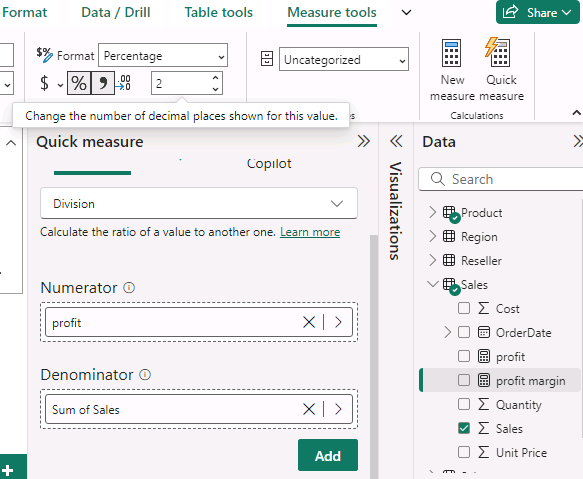 Format
Data / Drill
Table tools
Measure tools
Share
$% Format
Percentage
Uncategorized
$
%
,
.00
2
New measure
Quick measure
Calculations
Change the number of decimal places shown for this value.
Quick measure
Copilot
Division
Calculate the ratio of a value to another one. Learn more
Numerator
profit
Denominator
Sum of Sales
Add
Visualizations
Data
Search
Product
Region
Reseller
Sales
Cost
OrderDate
profit
profit margin
Quantity
Sales
Unit Price